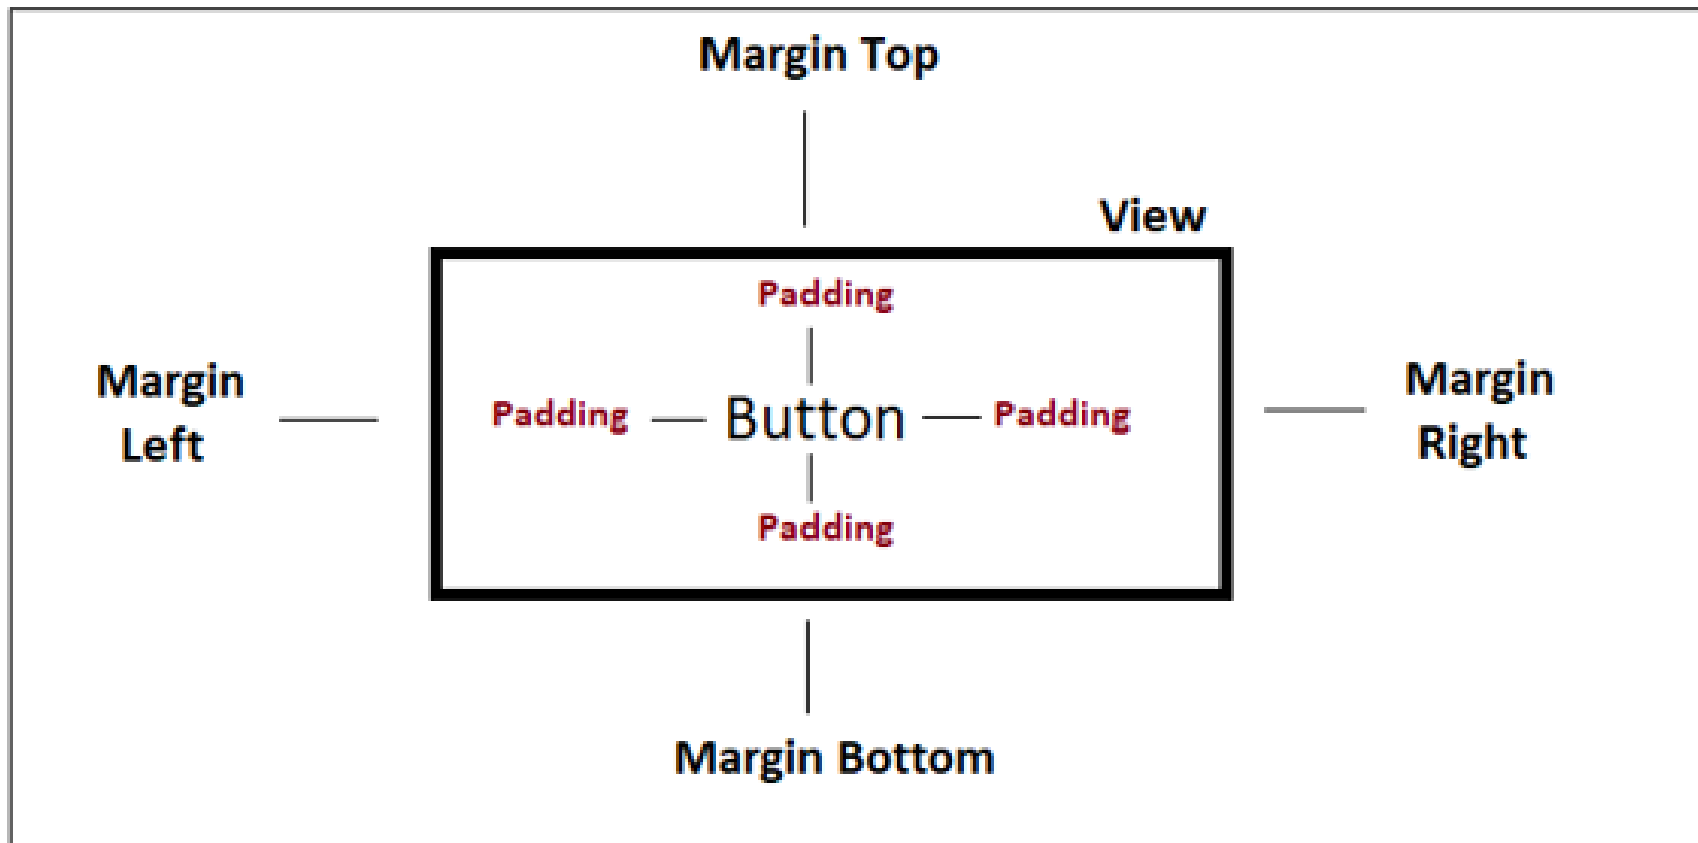 Margin Top
View
Padding
Margin
Left
Padding
Button
Padding
Margin
Right
Padding
Margin Bottom